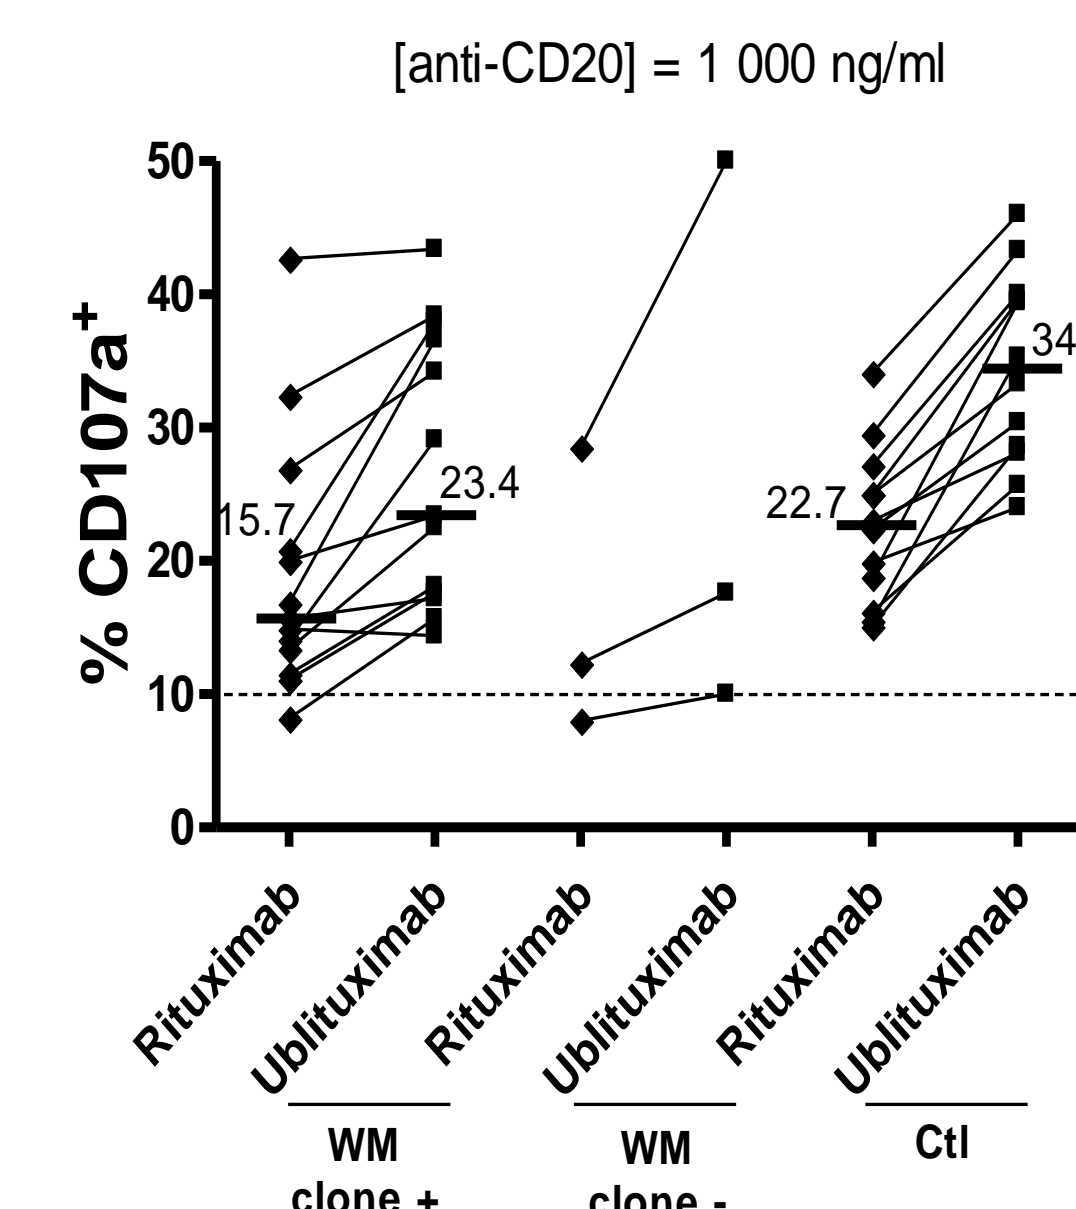 [anti-CD20] = 1 000 ng/ml
% CD107a+
50
40
30
20
10
0
15.7
23.4
22.7
34
Rituximab
Ublituximab
Rituximab
Ublituximab
Rituximab
Ublituximab
WM
clone +
WM
clone -
Ctl